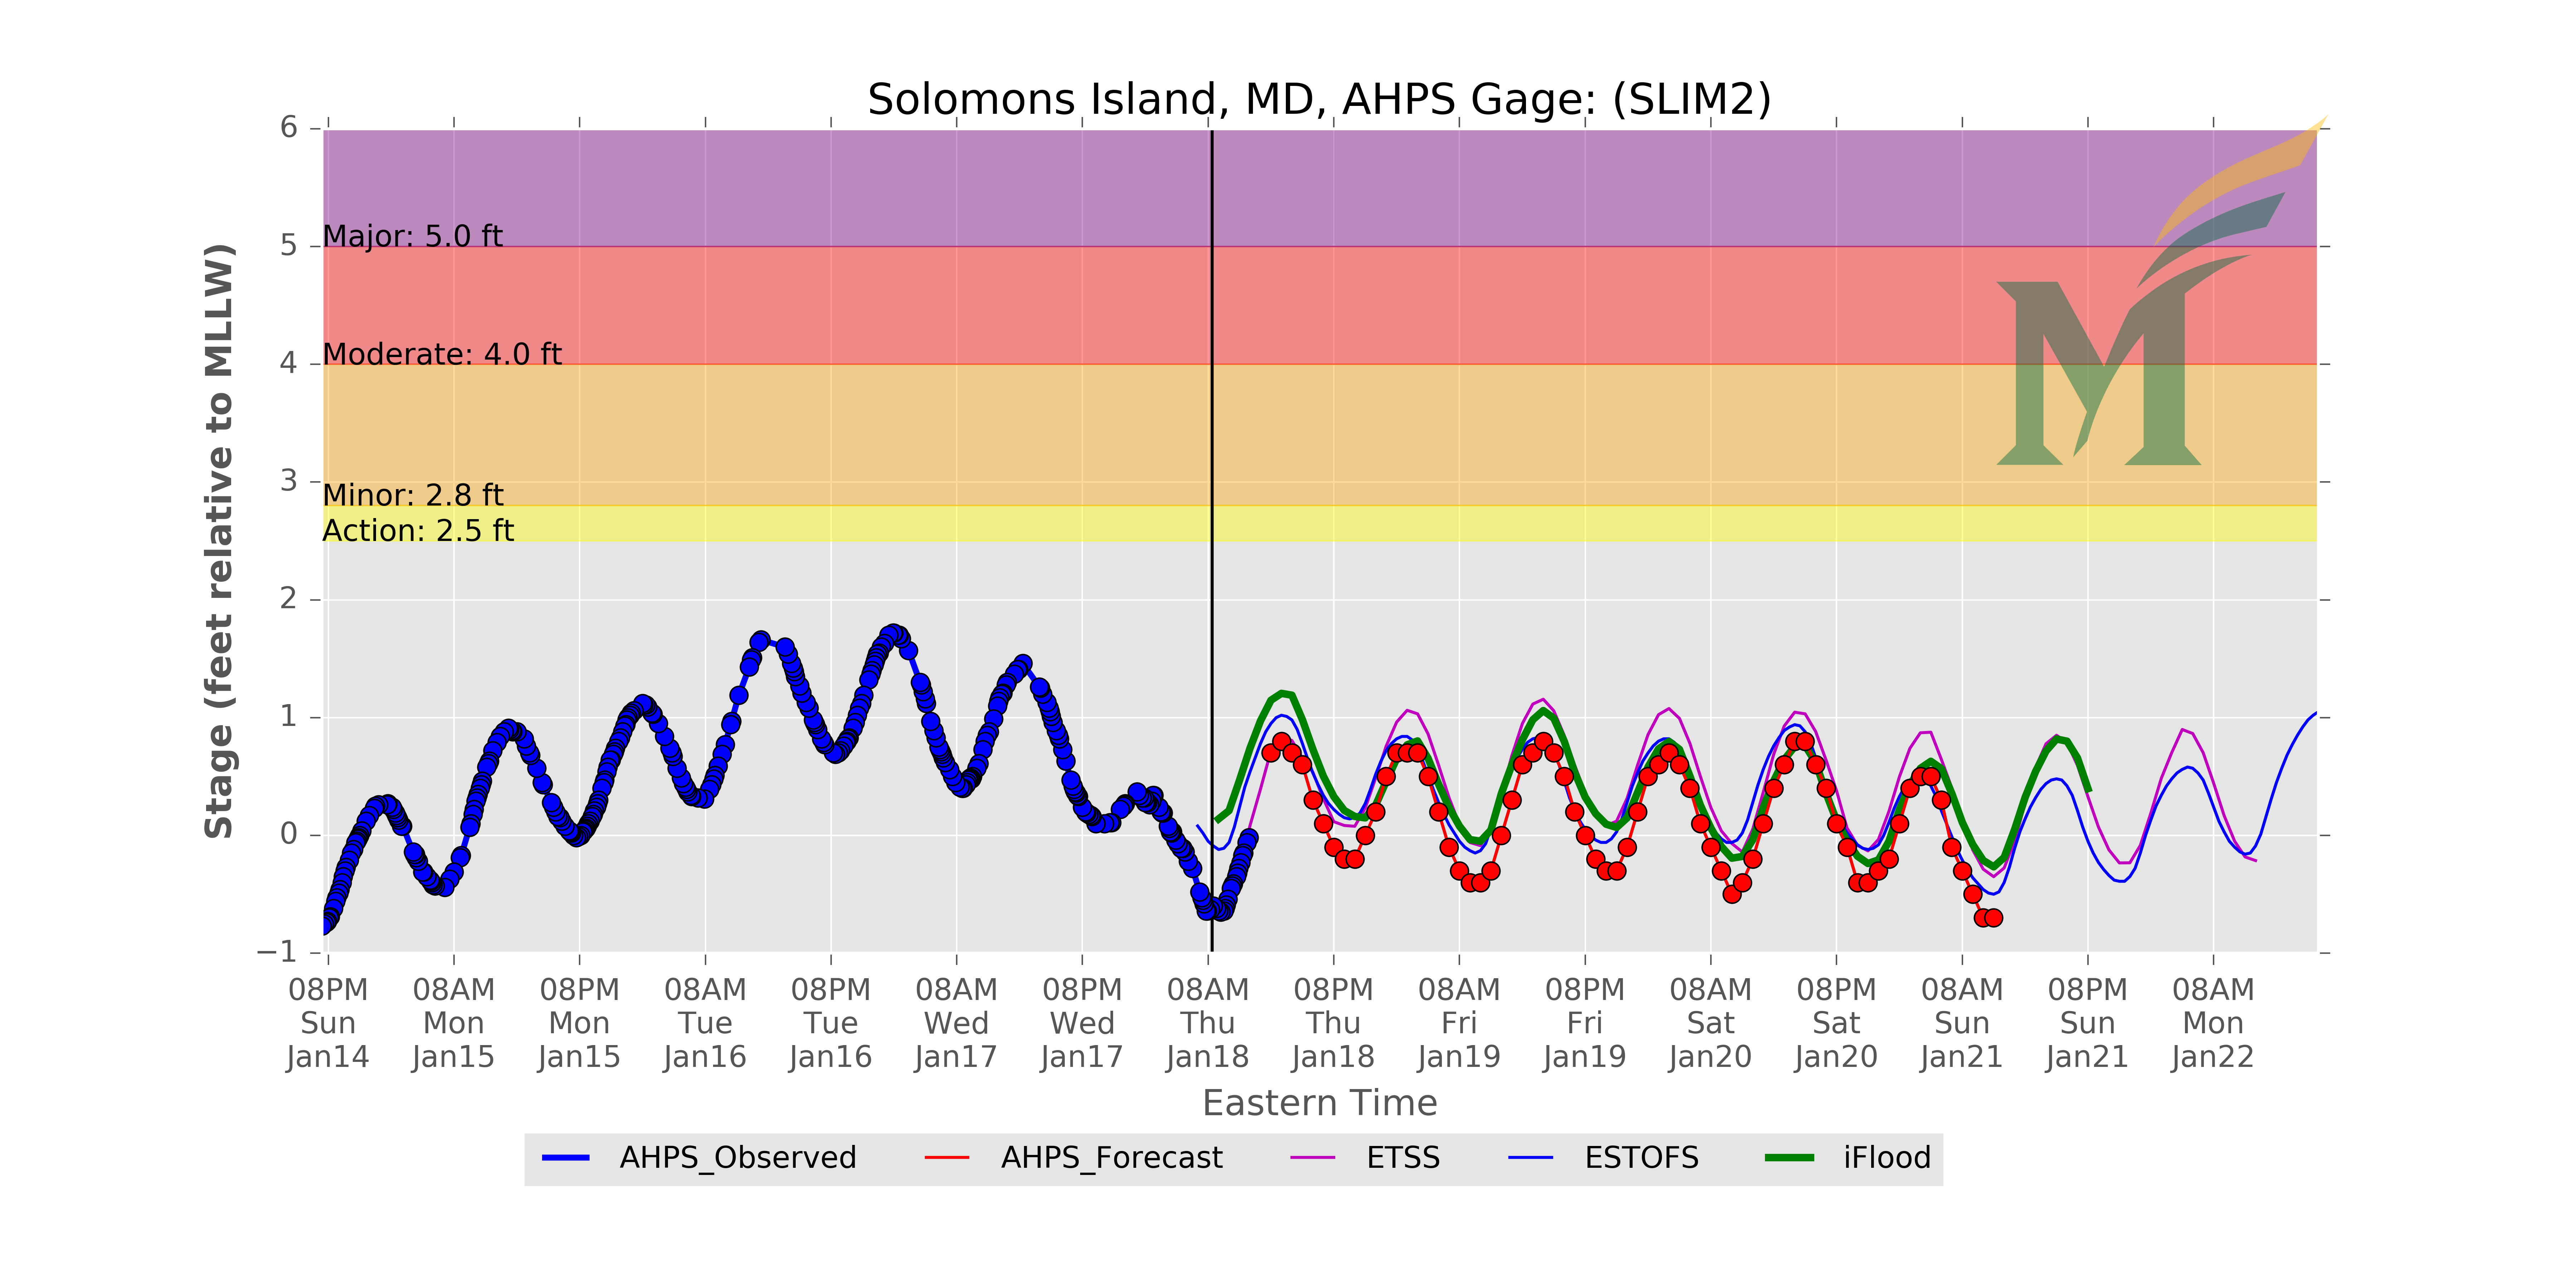 Solomons Island, MD, AHPS Gage: (SLIM2)
Stage (feet relative to MLLW)
6
5
4
3
2
1
0
−1
Major: 5.0 ft
Moderate: 4.0 ft
Minor: 2.8 ft
Action: 2.5 ft
M
08PM 08AM 08PM 08AM 08PM 08AM 08PM 08AM 08PM 08AM 08PM 08AM 08PM 08AM 08PM 08AM
Sun Mon Mon Tue Tue Wed Wed Thu Thu Fri Fri Sat Sat Sun Sun Mon
Jan14 Jan15 Jan15 Jan16 Jan16 Jan17 Jan17 Jan18 Jan18 Jan19 Jan19 Jan20 Jan20 Jan21 Jan21 Jan22
Eastern Time
AHPS_Observed AHPS_Forecast ETSS ESTOFS iFlood